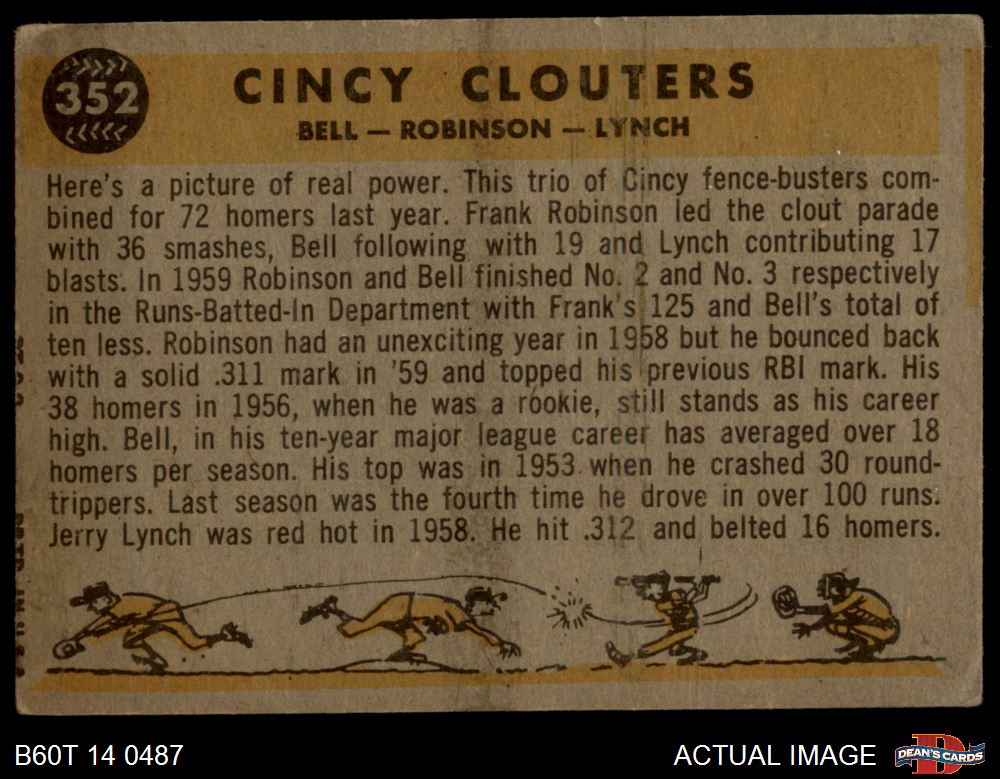 352
CINCY CLOUTERS
BELL — ROBINSON — LYNCH
Here's a picture of real power. This trio of Cincy fence-busters com-
bined for 72 homers last year. Frank Robinson led the clout parade
with 36 smashes, Bell following with 19 and Lynch contributing 17
blasts. In 1959 Robinson and Bell finished No. 2 and No. 3 respectively
in the Runs-Batted-In Department with Frank's 125 and Bell's total of
ten less. Robinson had an unexciting year in 1958 but he bounced back
with a solid .311 mark in '59 and topped his previous RBI mark. His
38 homers in 1956, when he was a rookie, still stands as his career
high. Bell, in his ten-year major league career has averaged over 18
homers per season. His top was in 1953 when he crashed 30 round-
trippers. Last season was the fourth time he drove in over 100 runs.
Jerry Lynch was red hot in 1958. He hit .312 and belted 16 homers.
B60T 14 0487
ACTUAL IMAGE
DEAN'S CARDS